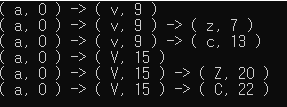 ( a, 0 ) -> ( v, 9 )
( a, 0 ) -> ( v, 9 ) -> ( z, 7 )
( a, 0 ) -> ( v, 9 ) -> ( c, 13 )
( a, 0 ) -> ( V, 15 )
( a, 0 ) -> ( V, 15 ) -> ( Z, 20 )
( a, 0 ) -> ( V, 15 ) -> ( C, 22 )